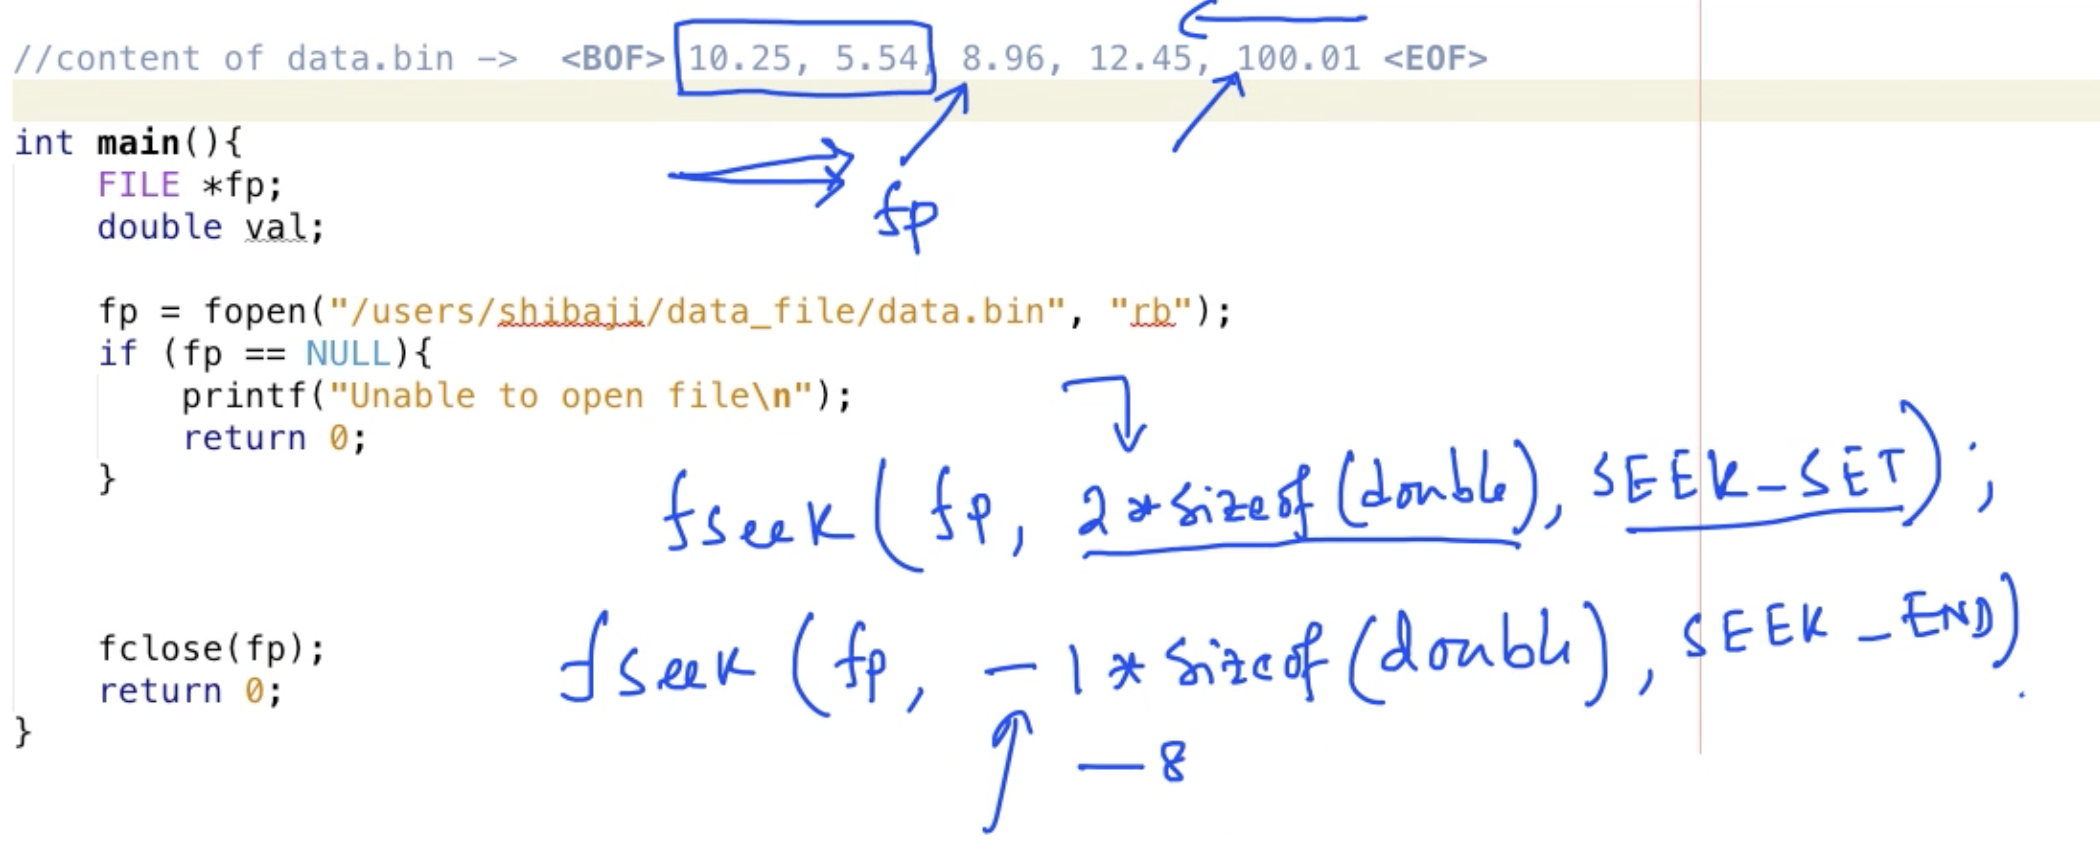 //content of data.bin -> <BOF> 10.25, 5.54, 8.96, 12.45, 100.01 <EOF>
int main(){
FILE *fp;
fp
double val;
fp = fopen("/users/shibaji/data_file/data.bin", "rb");
if (fp == NULL){
printf("Unable to open file\n");
return 0;
}
fseek(fp, 2*sizeof(double), SEEK_SET);
fclose(fp);
fseek(fp, -1*sizeof(double), SEEK_END).
return 0;
}
-8